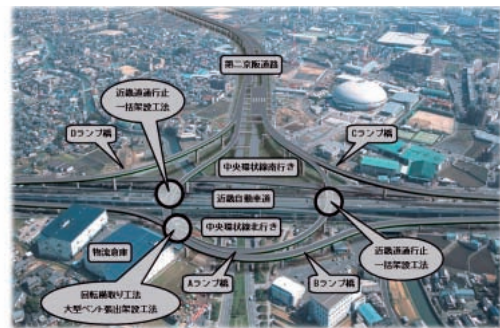 第二京阪道路
近畿道通行止
一括架設工法
Dランプ橋
Cランプ橋
中央環状線南行き
近畿自動車道
中央環状線北行き
物流倉庫
近畿道通行止
一括架設工法
Aランプ橋
Bランプ橋
回転横取り工法
大型ベント張出架設工法